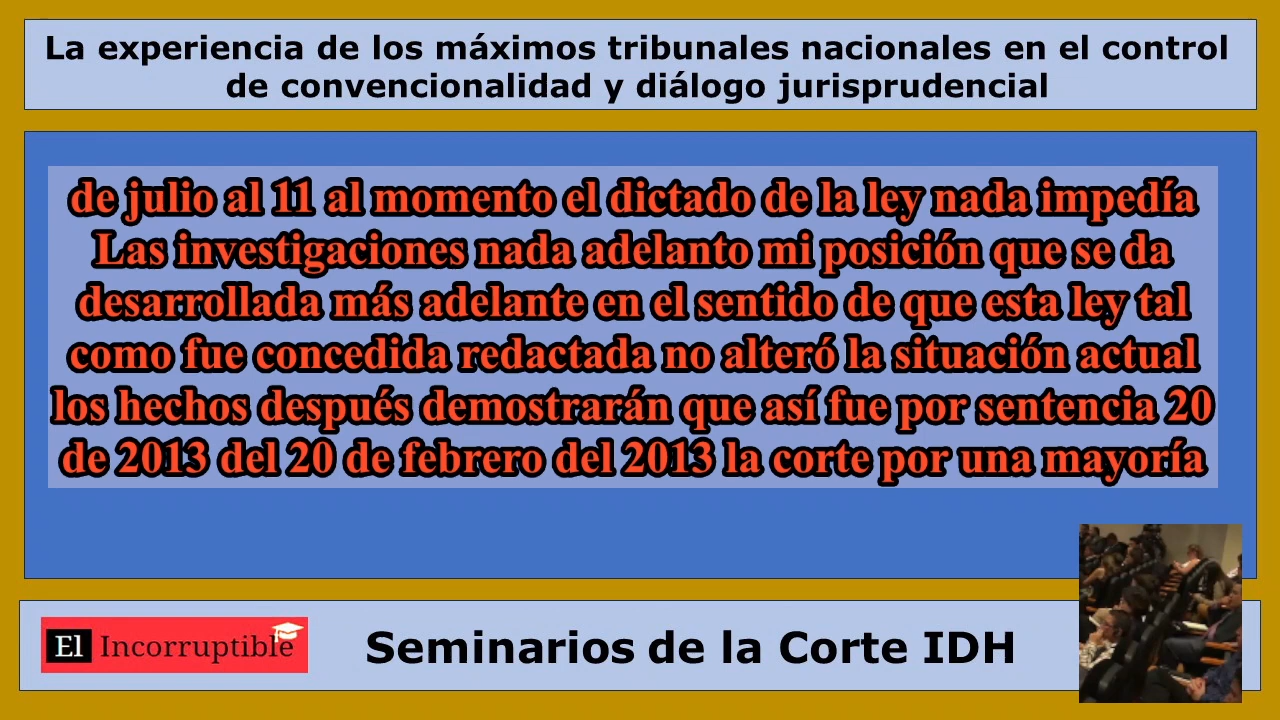 La experiencia de los máximos tribunales nacionales en el control
de convencionalidad y diálogo jurisprudencial
de julio al 11 al momento el dictado de la ley nada impedía
Las investigaciones nada adelanto mi posición que se da
desarrollada más adelante en el sentido de que esta ley tal
como fue concedida redactada no alteró la situación actual
los hechos después demostrarán que así fue por sentencia 20
de 2013 del 20 de febrero del 2013 la corte por una mayoría
El Incorruptible
Seminarios de la Corte IDH